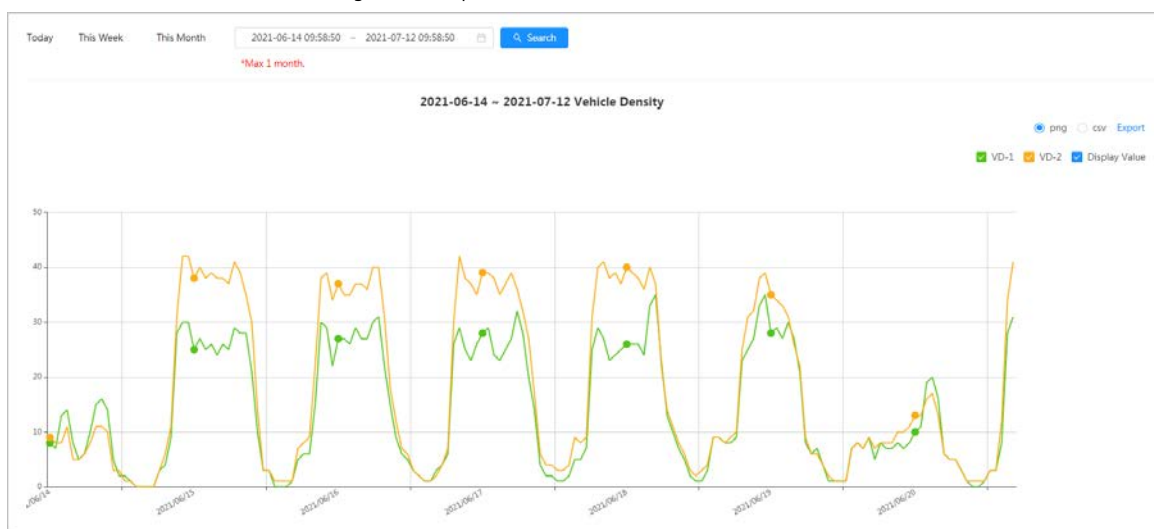 Today This Week This Month 2021-06-14 09:58:50 ~ 2021-07-12 09:58:50 Search
*Max 1 month.
2021-06-14 ~ 2021-07-12 Vehicle Density
png csv Export
VD-1 VD-2 Display Value
50
40
30
20
10
0
/06/14 2021/06/15 2021/06/16 2021/06/17 2021/06/18 2021/06/19 2021/06/20